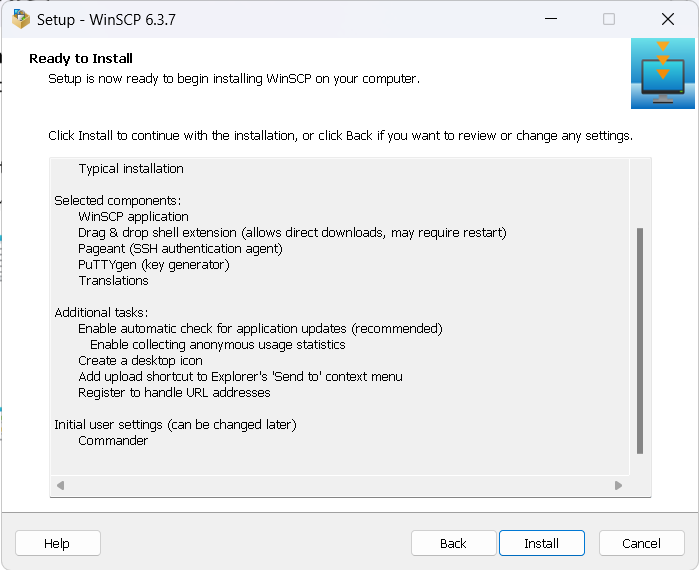 Setup - WinSCP 6.3.7
Ready to Install
Setup is now ready to begin installing WinSCP on your computer.
Click Install to continue with the installation, or click Back if you want to review or change any settings.
Typical installation
Selected components:
WinSCP application
Drag & drop shell extension (allows direct downloads, may require restart)
Pageant (SSH authentication agent)
PuTTYgen (key generator)
Translations
Additional tasks:
Enable automatic check for application updates (recommended)
Enable collecting anonymous usage statistics
Create a desktop icon
Add upload shortcut to Explorer's 'Send to' context menu
Register to handle URL addresses
Initial user settings (can be changed later)
Commander
Help
Back
Install
Cancel